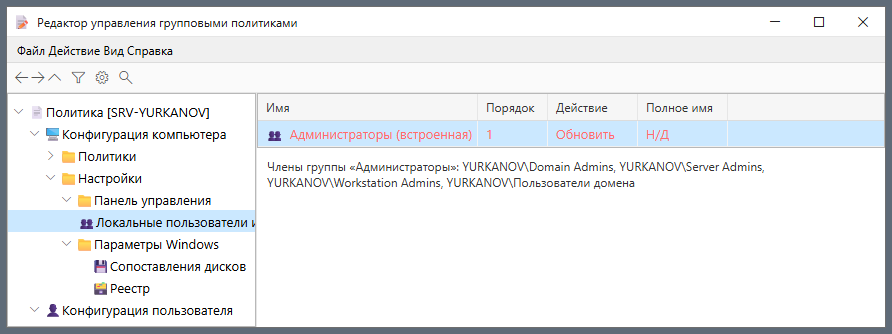 Редактор управления групповыми политиками
Файл Действие Вид Справка
Политика [SRV-YURKANOV]
Конфигурация компьютера
Политики
Настройки
Панель управления
Локальные пользователи и
Параметры Windows
Сопоставления дисков
Реестр
Конфигурация пользователя
Имя Порядок Действие Полное имя
Администраторы (встроенная) 1 Обновить Н/Д
Члены группы «Администраторы»: YURKANOV\Domain Admins, YURKANOV\Server Admins,
YURKANOV\Workstation Admins, YURKANOV\Пользователи домена